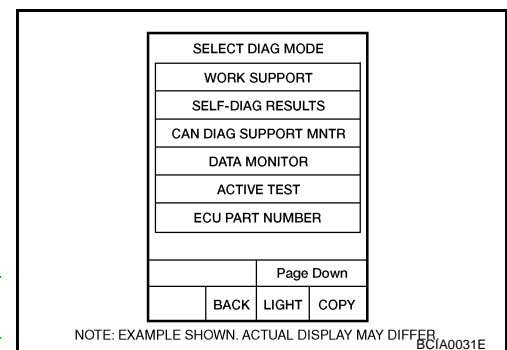 SELECT DIAG MODE
WORK SUPPORT
SELF-DIAG RESULTS
CAN DIAG SUPPORT MNTR
DATA MONITOR
ACTIVE TEST
ECU PART NUMBER
Page Down
BACK LIGHT COPY
NOTE: EXAMPLE SHOWN. ACTUAL DISPLAY MAY DIFFER.
BCIA0031E